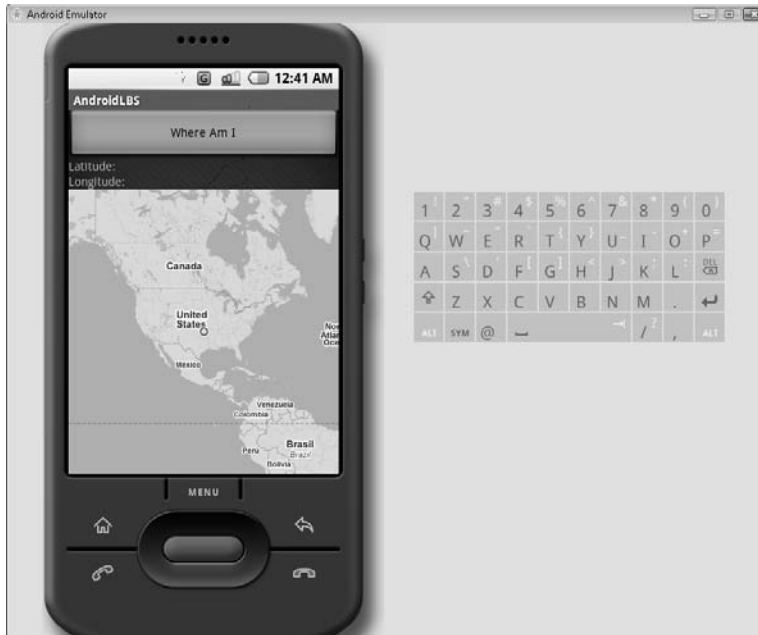 Android Emulator
G 12:41 AM
AndroidLBS
Where Am I
Latitude:
Longitude:
Canada
United
States
Mexico
Venezuela
Colombia
Peru
Brasil
Brazil
Bolivia
MENU
1 ! 2 3 # 4 $ 5 % 6 ^ 7 & 8 * 9 ( 0 )
Q W E R T { Y } U _ I - O + P =
A S \ D F [ G ] H < J > K L : DEL
Z X C V B N M .
ALT SYM @ / ? , ALT